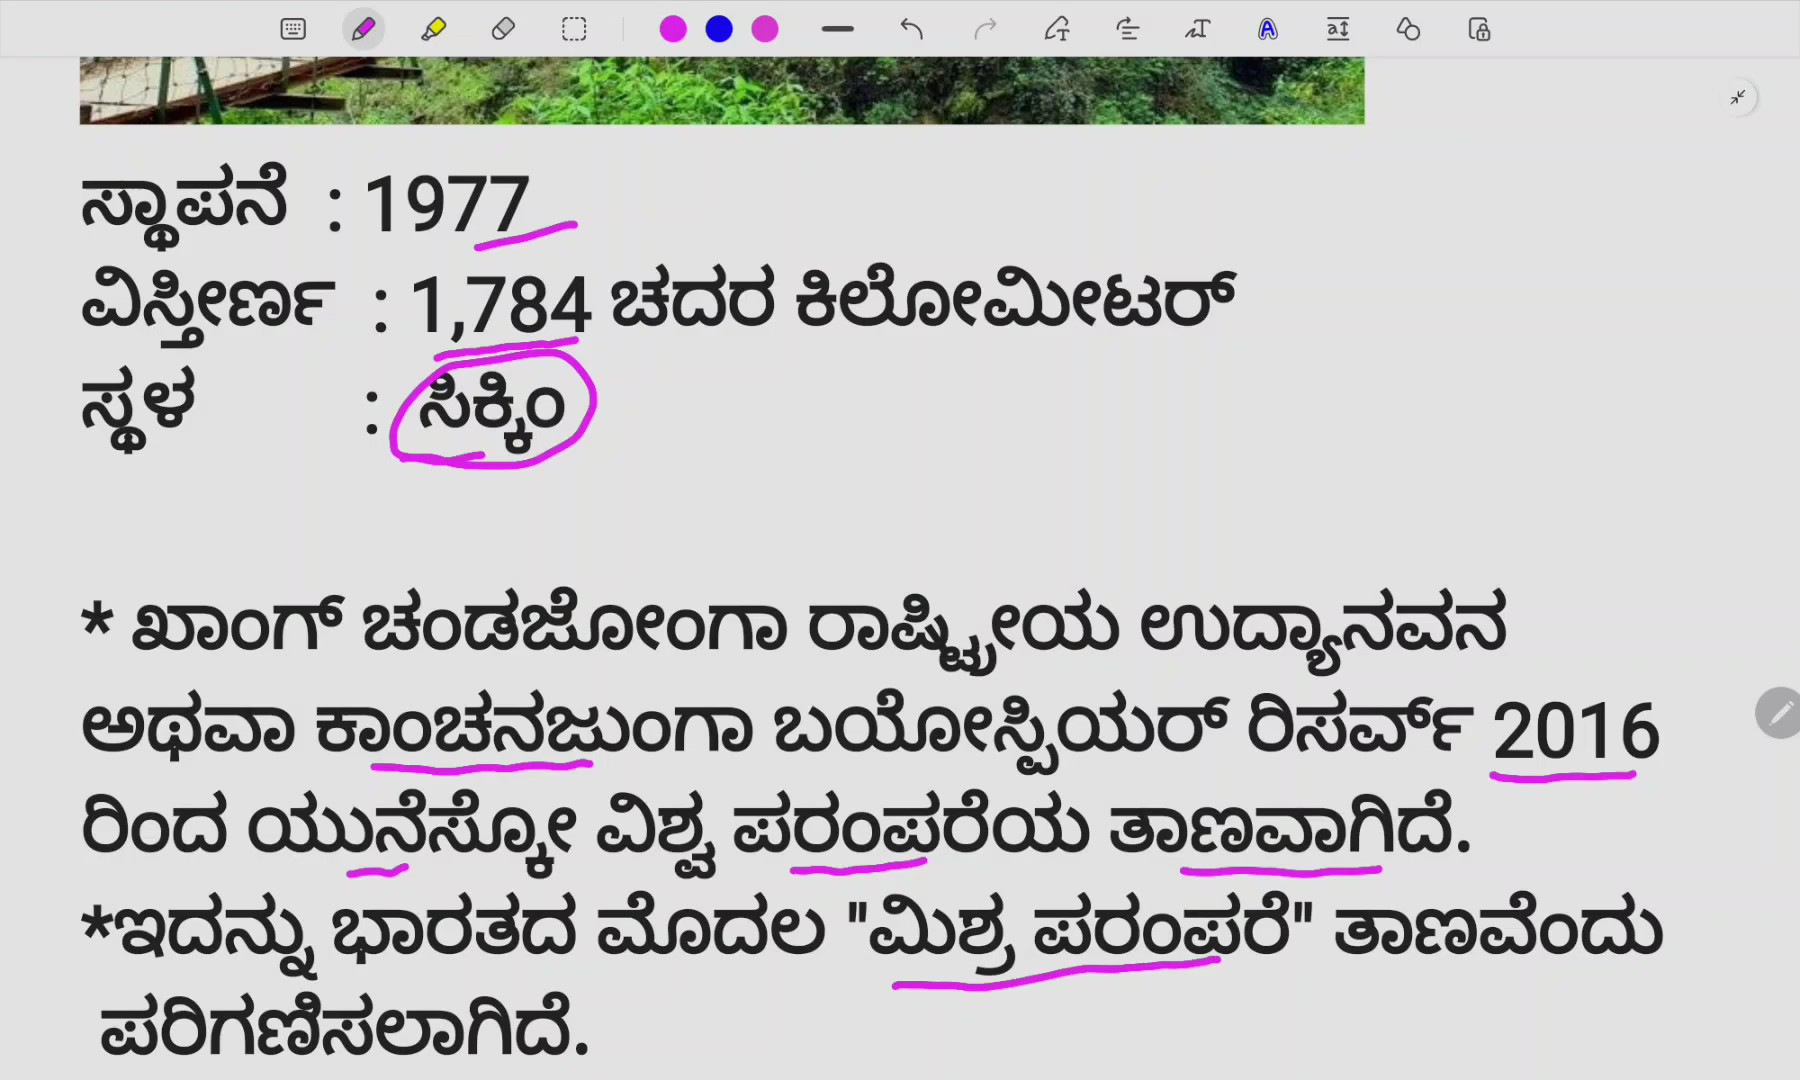 ಸ್ಥಾಪನೆ : 1977
ವಿಸ್ತೀರ್ಣ : 1,784 ಚದರ ಕಿಲೋಮೀಟರ್
ಸ್ಥಳ : ಸಿಕ್ಕಿಂ
* ಖಾಂಗ್ ಚಂಡಜೋಂಗಾ ರಾಷ್ಟ್ರೀಯ ಉದ್ಯಾನವನ
ಅಥವಾ ಕಾಂಚನಜುಂಗಾ ಬಯೋಸ್ಪಿಯರ್ ರಿಸರ್ವ್ 2016
ರಿಂದ ಯುನೆಸ್ಕೋ ವಿಶ್ವ ಪರಂಪರೆಯ ತಾಣವಾಗಿದೆ.
*ಇದನ್ನು ಭಾರತದ ಮೊದಲ "ಮಿಶ್ರ ಪರಂಪರೆ" ತಾಣವೆಂದು
ಪರಿಗಣಿಸಲಾಗಿದೆ.